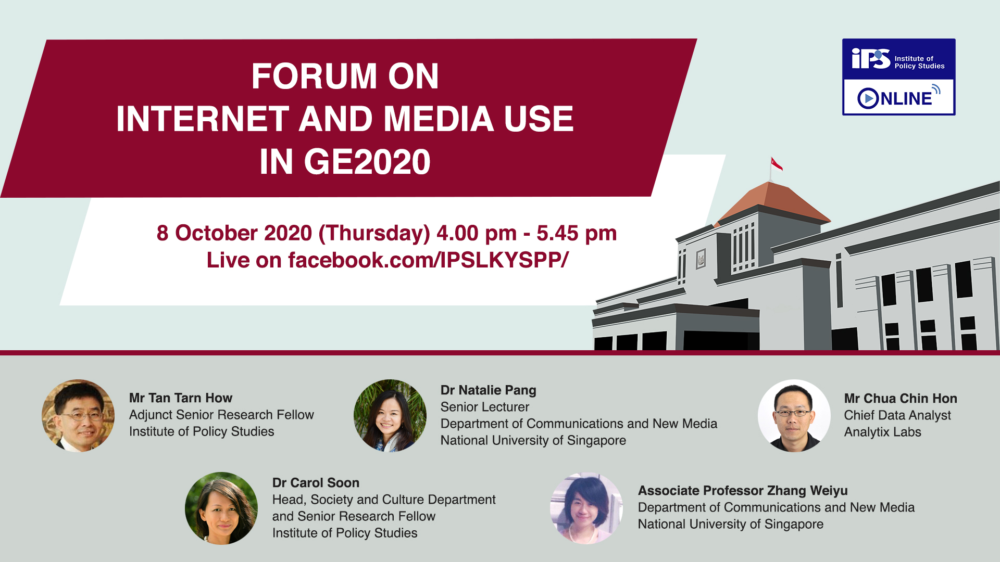 FORUM ON
INTERNET AND MEDIA USE
IN GE2020
iPS Institute of
Policy Studies
ONLINE
8 October 2020 (Thursday) 4.00 pm - 5.45 pm
Live on facebook.com/IPSLKYSPP/
Mr Tan Tarn How
Adjunct Senior Research Fellow
Institute of Policy Studies
Dr Natalie Pang
Senior Lecturer
Department of Communications and New Media
National University of Singapore
Mr Chua Chin Hon
Chief Data Analyst
Analytix Labs
Dr Carol Soon
Head, Society and Culture Department
and Senior Research Fellow
Institute of Policy Studies
Associate Professor Zhang Weiyu
Department of Communications and New Media
National University of Singapore